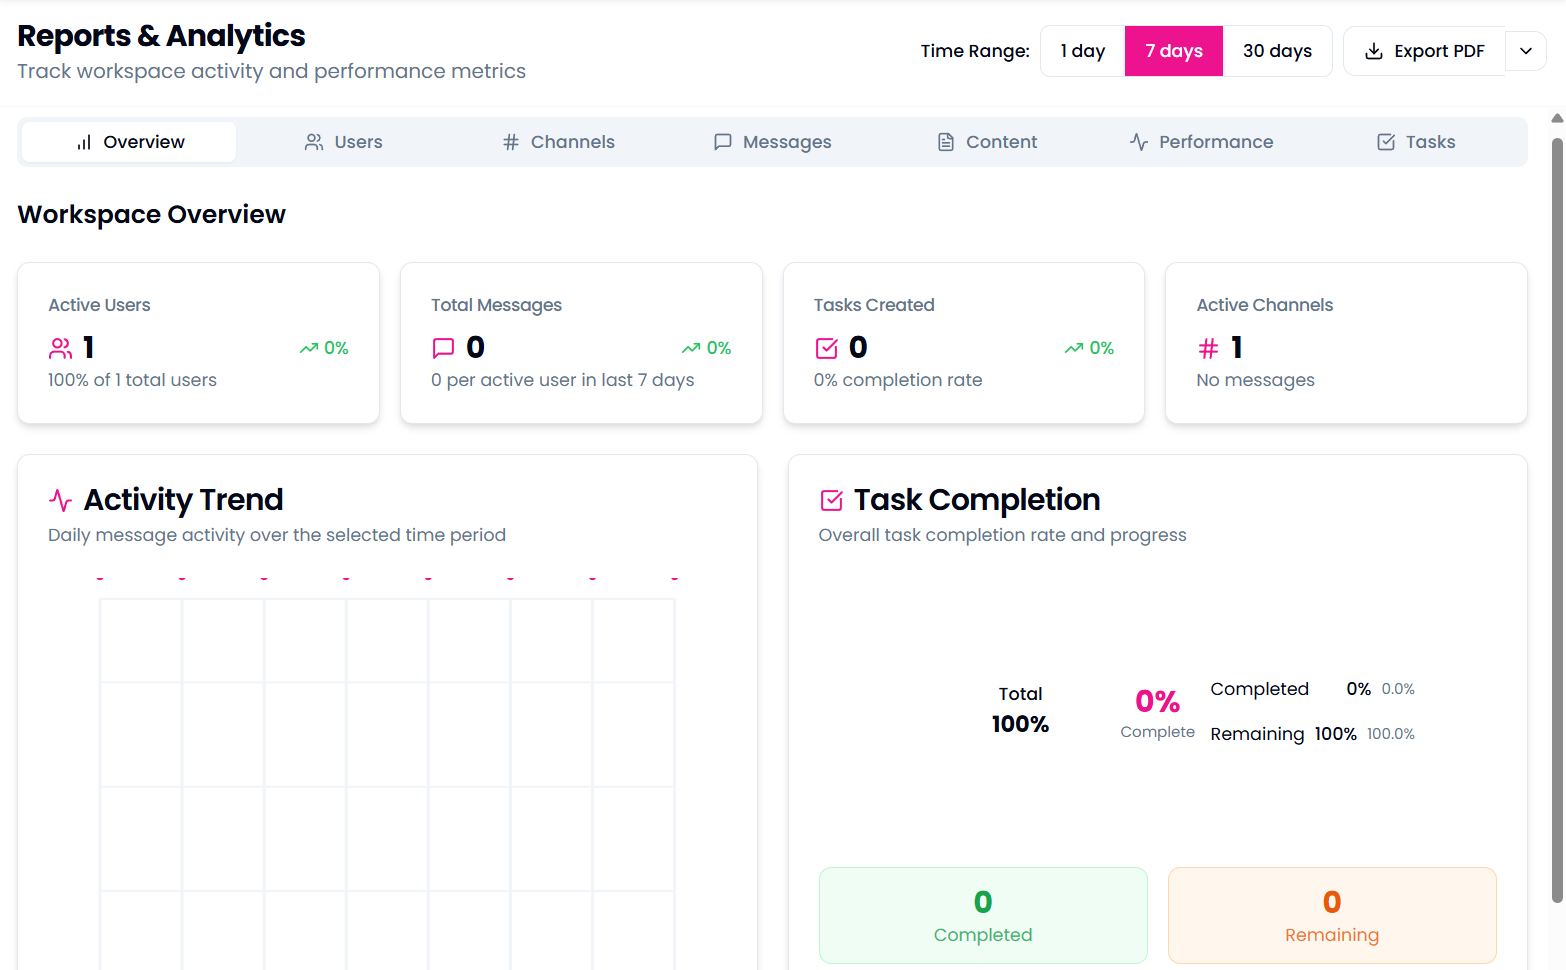 Reports & Analytics
Track workspace activity and performance metrics
Time Range:
1 day
7 days
30 days
Export PDF
Overview
Users
Channels
Messages
Content
Performance
Tasks
Workspace Overview
Active Users
1
0%
100% of 1 total users
Total Messages
0
0%
0 per active user in last 7 days
Tasks Created
0
0%
0% completion rate
Active Channels
1
No messages
Activity Trend
Daily message activity over the selected time period
Task Completion
Overall task completion rate and progress
Total
100%
0%
Complete
Completed 0% 0.0%
Remaining 100% 100.0%
0
Completed
0
Remaining